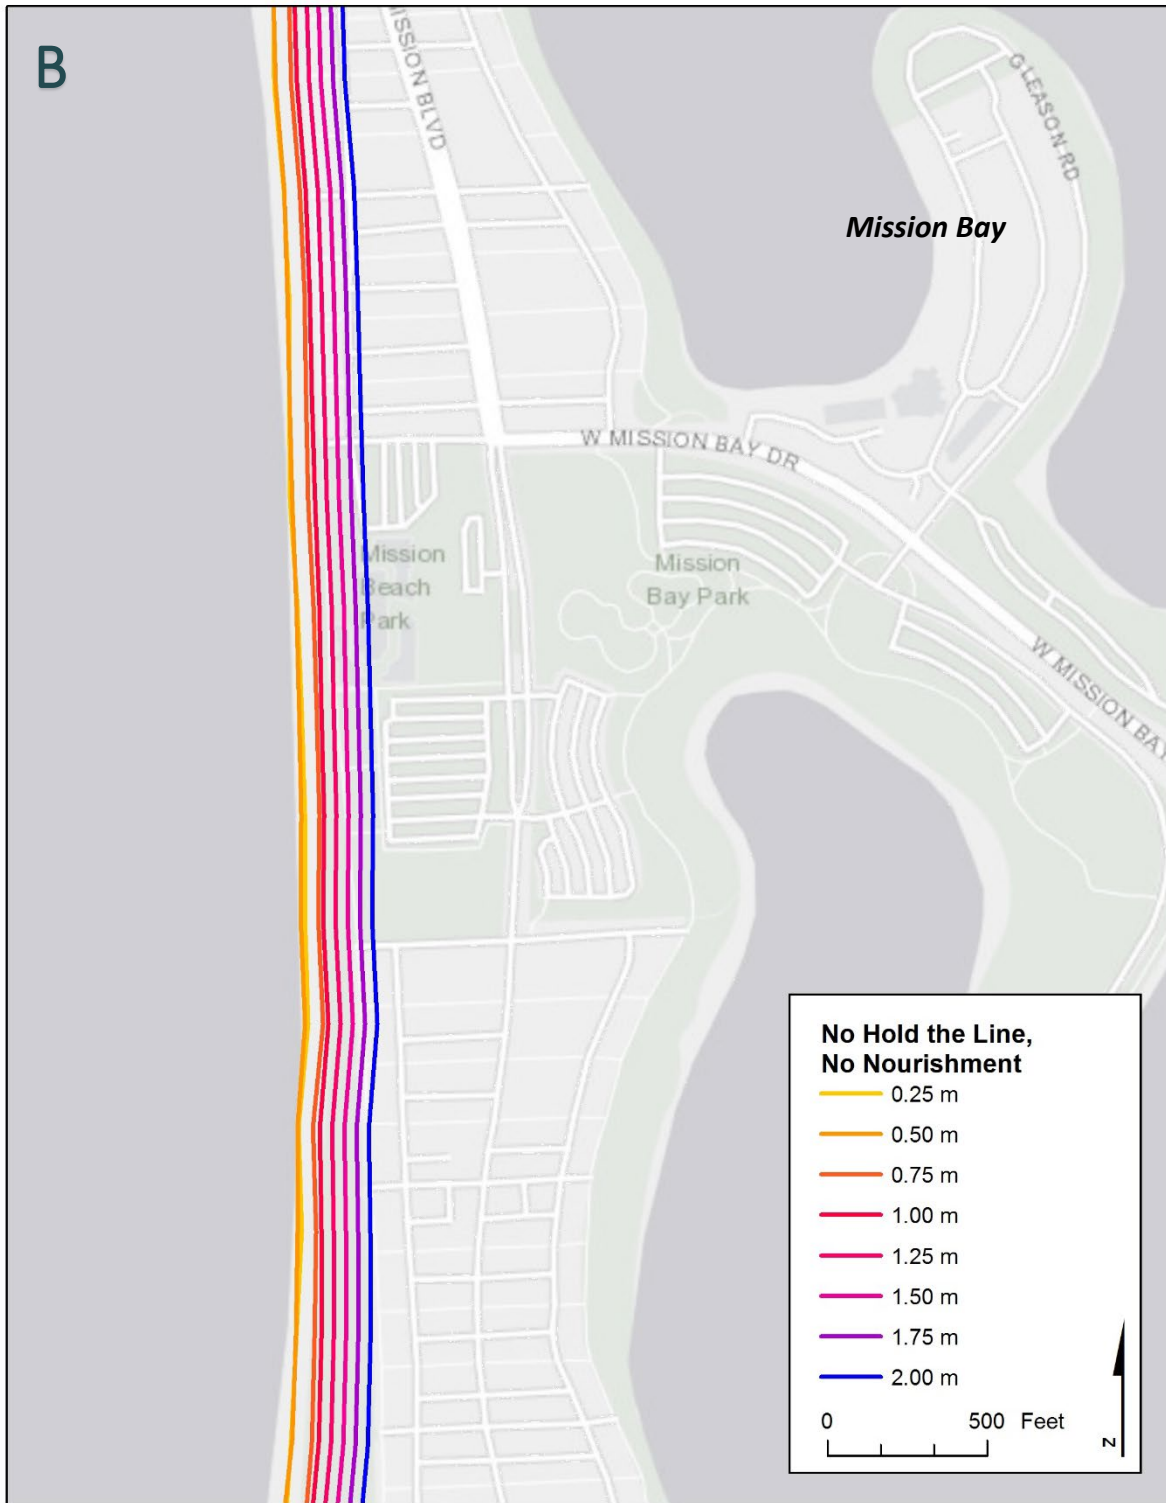 B
MISSION BLVD
GLEASON RD
Mission Bay
W MISSION BAY DR
Mission
Beach
Park
Mission
Bay Park
W MISSION BAY
No Hold the Line,
No Nourishment
0.25 m
0.50 m
0.75 m
1.00 m
1.25 m
1.50 m
1.75 m
2.00 m
0 500 Feet
N